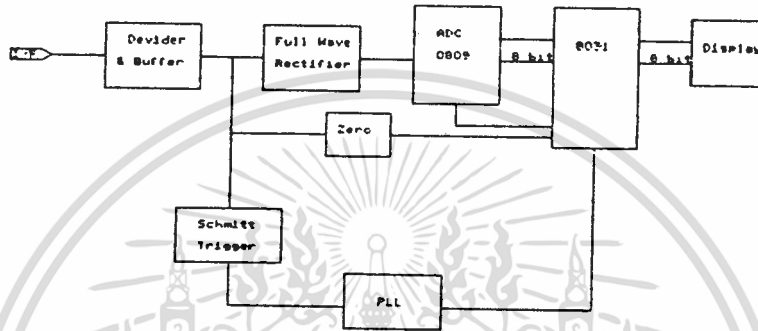 Devider
& Buffer
Full Wave
Rectifier
ADC
0809
8 bit
8031
8 bit
Display
Zero
Schmitt
Trigger
PLL